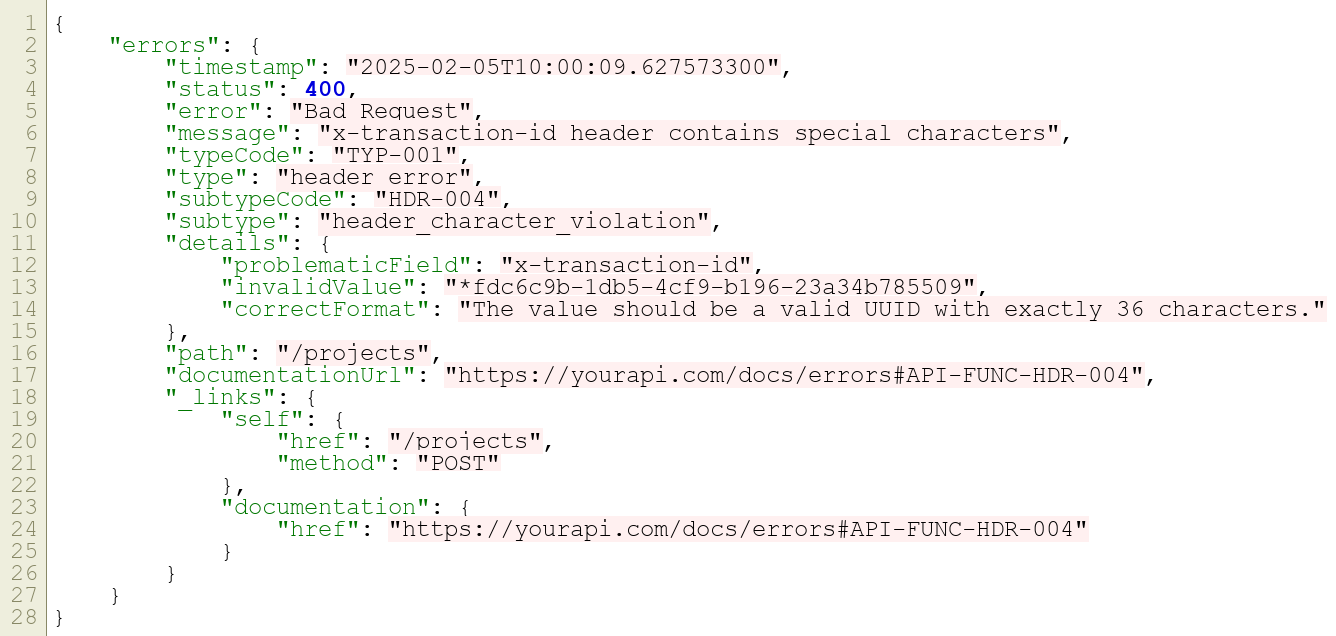 1 {
2     "errors": {
3         "timestamp": "2025-02-05T10:00:09.627573300",
4         "status": 400,
5         "error": "Bad Request",
6         "message": "x-transaction-id header contains special characters",
7         "typeCode": "TYP-001",
8         "type": "header error",
9         "subtypeCode": "HDR-004",
10         "subtype": "header_character_violation",
11         "details": {
12             "problematicField": "x-transaction-id",
13             "invalidValue": "*fdc6c9b-1db5-4cf9-b196-23a34b785509",
14             "correctFormat": "The value should be a valid UUID with exactly 36 characters."
15         },
16         "path": "/projects",
17         "documentationUrl": "https://yourapi.com/docs/errors#API-FUNC-HDR-004",
18         "_links": {
19             "self": {
20                 "href": "/projects",
21                 "method": "POST"
22             },
23             "documentation": {
24                 "href": "https://yourapi.com/docs/errors#API-FUNC-HDR-004"
25             }
26         }
27     }
28 }